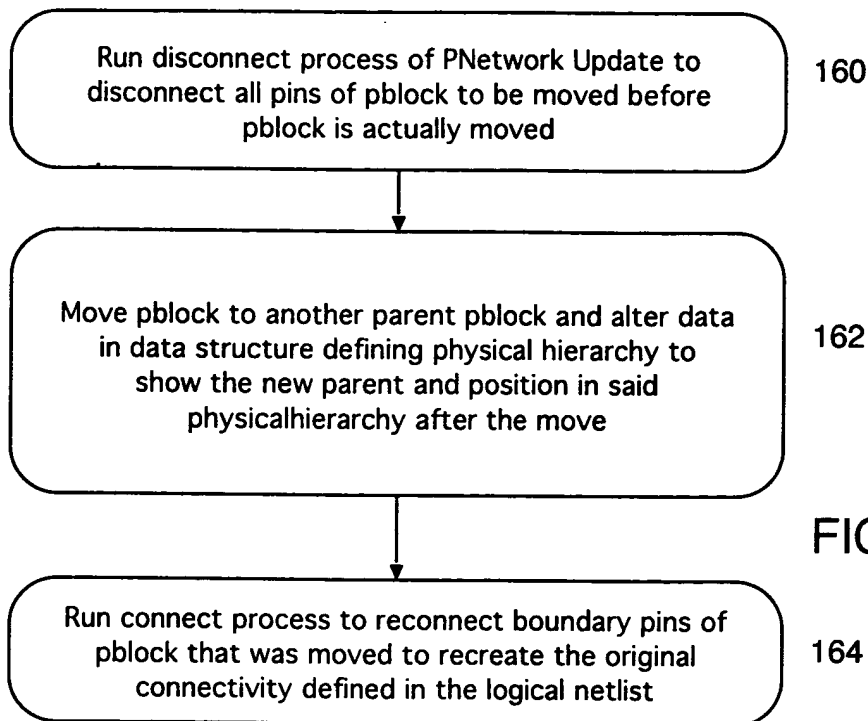 Run disconnect process of PNetwork Update to
disconnect all pins of pblock to be moved before
pblock is actually moved
160
Move pblock to another parent pblock and alter data
in data structure defining physical hierarchy to
show the new parent and position in said
physicalhierarchy after the move
162
FIG
Run connect process to reconnect boundary pins of
pblock that was moved to recreate the original
connectivity defined in the logical netlist
164